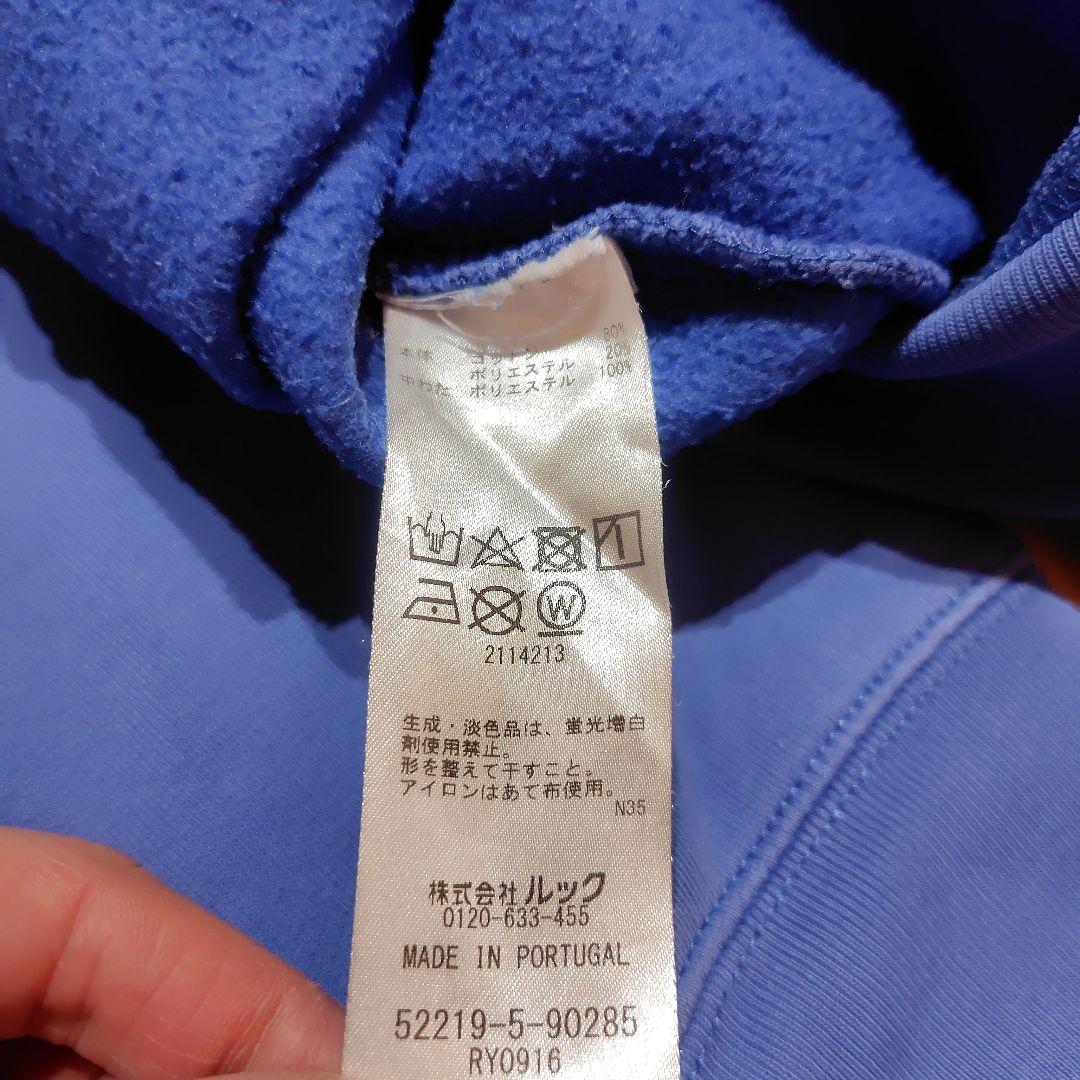 本体 コットン 80%
ポリエステル 20%
中わた ポリエステル 100%
W
2114213
生成・淡色品は、蛍光増白
剤使用禁止。
形を整えて干すこと。
アイロンはあて布使用。
N35
株式会社 ルック
0120-633-455
MADE IN PORTUGAL
52219-5-90285
RY0916